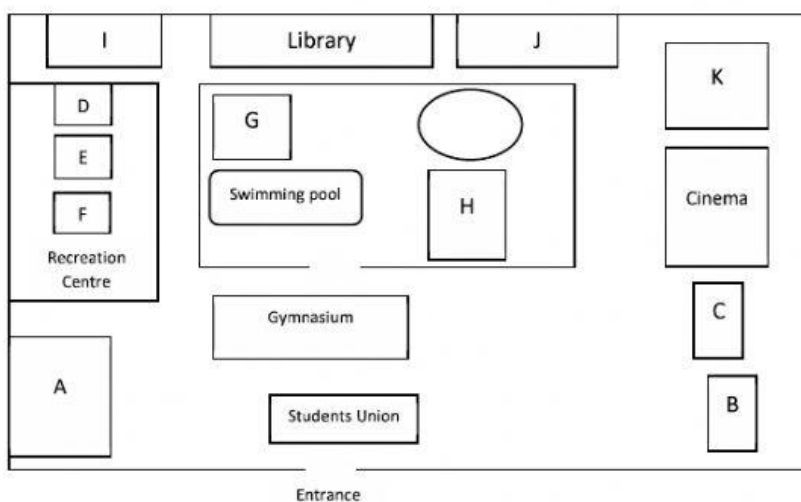 I
Library
J
K
D
G
E
Swimming pool
H
Cinema
F
Recreation
Centre
Gymnasium
C
A
B
Students Union
Entrance